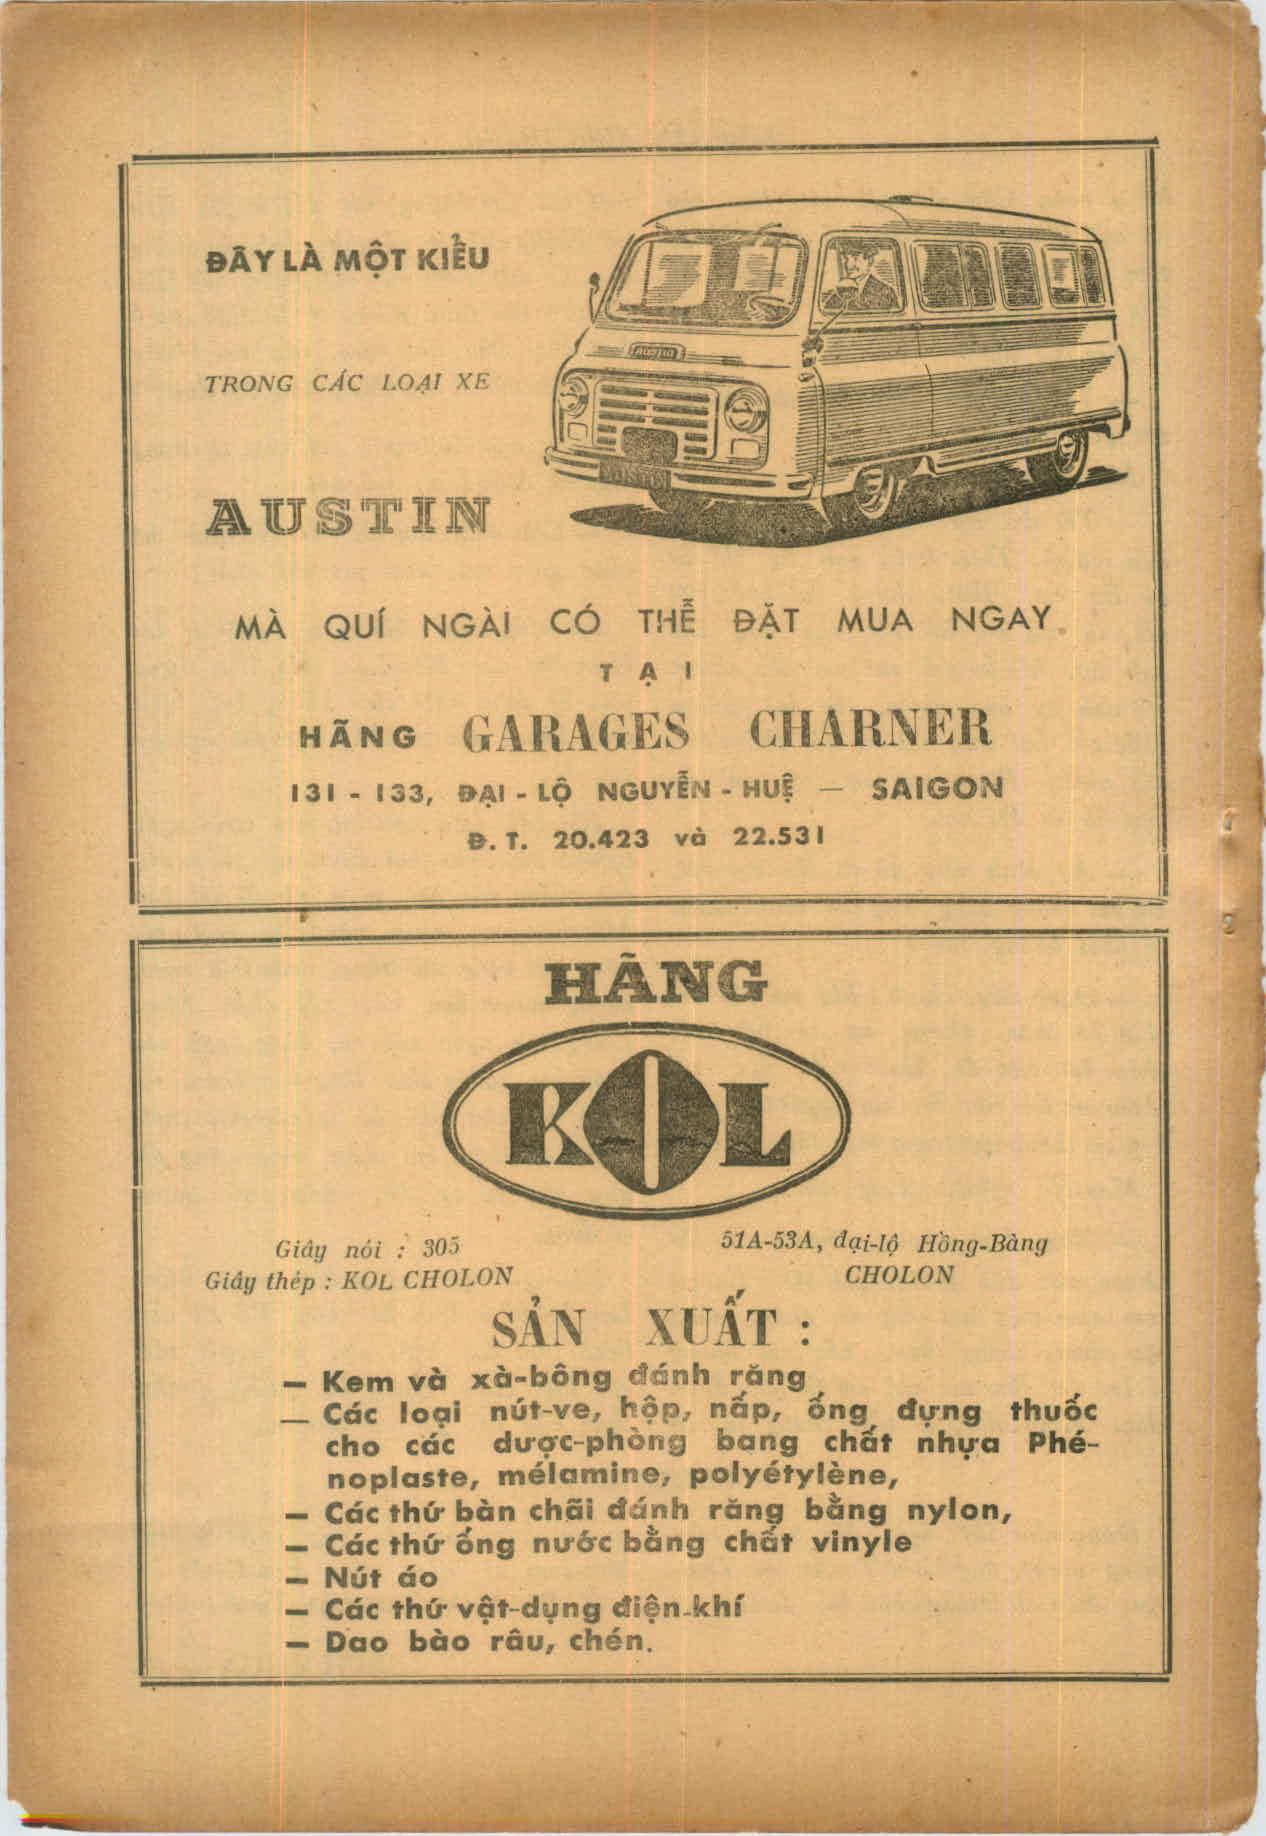 ĐÂY LÀ MỘT KIỂU
TRONG CÁC LOẠI XE
AUSTIN
AUSTIN
AUSTIN
MÀ QUÍ NGÀI CÓ THỂ ĐẶT MUA NGAY
TẠI
HÃNG GARAGES CHARNER
131 - 133, ĐẠI - LỘ NGUYỄN - HUỆ — SAIGON
Đ. T. 20.423 và 22.531
HÃNG
KOL
Giây nói : 305
Giây thép : KOL CHOLON
51A-53A, đại-lộ Hồng-Bàng
CHOLON
SẢN XUẤT :
— Kem và xà-bông đánh răng
— Các loại nút-ve, hộp, nắp, ống đựng thuốc
cho các dược-phòng bang chất nhựa Phé-
noplaste, mélamine, polyétylène,
— Các thứ bàn chãi đánh răng bằng nylon,
— Các thứ ống nước bằng chất vinyle
— Nút áo
— Các thứ vật-dụng điện-khí
— Dao bào râu, chén.